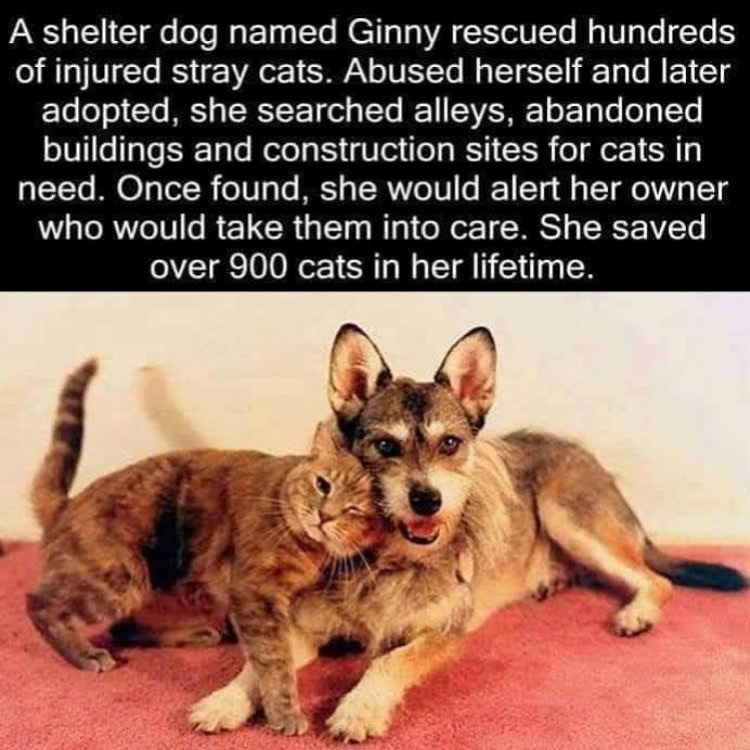 A shelter dog named Ginny rescued hundreds
of injured stray cats. Abused herself and later
adopted, she searched alleys, abandoned
buildings and construction sites for cats in
need. Once found, she would alert her owner
who would take them into care. She saved
over 900 cats in her lifetime.